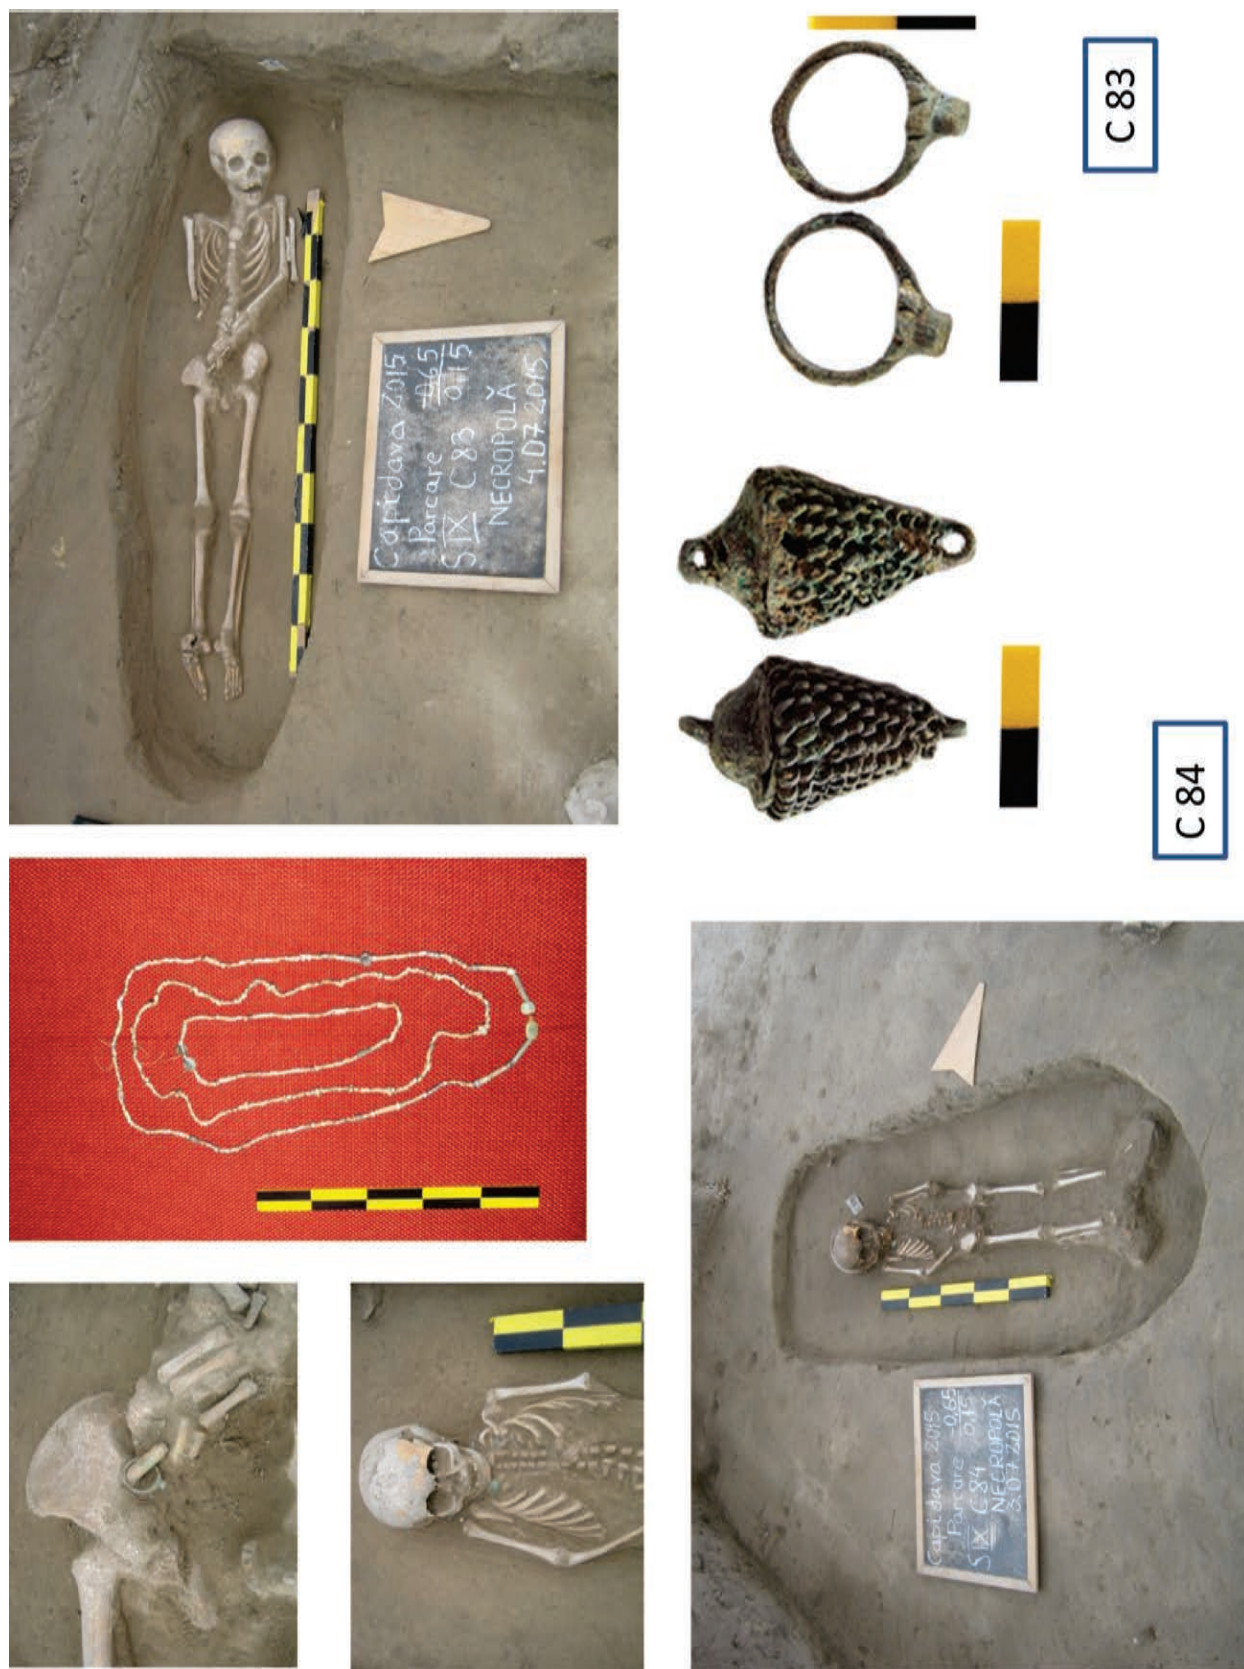 Capidava 2015
Parcare -0,65
S IX C 83 0,15
NECROPOLĂ
4.07.2015
C 83
C 84
Capidava 2015
Parcare -0,65
S IX C 84 0,15
NECROPOLĂ
3.07.2015